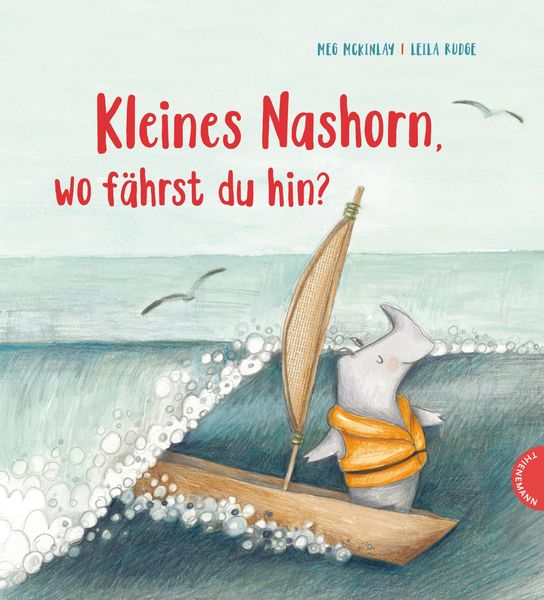 MEG MCKINLAY | LEILA RUDGE
Kleines Nashorn,
wo fährst du hin?
THIENEMANN